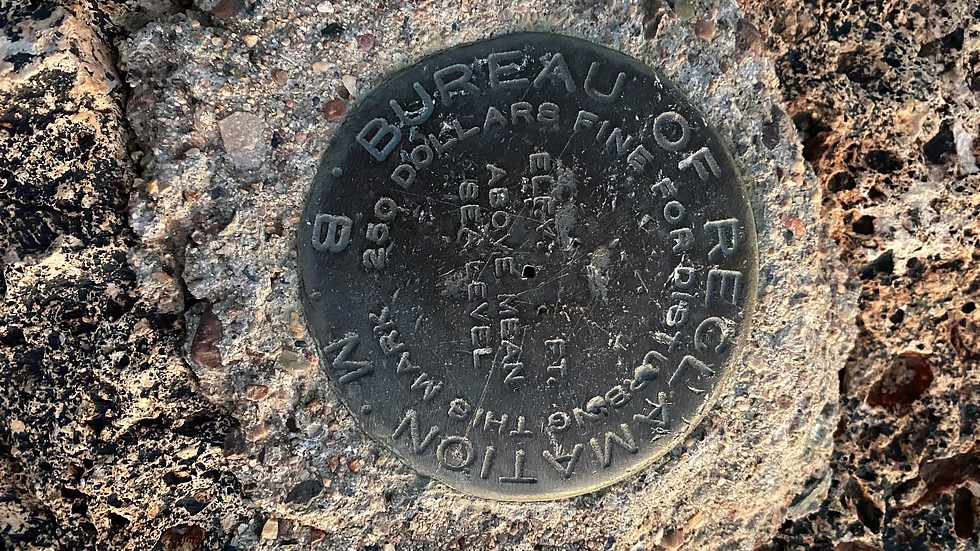 BUREAU OF RECLAMATION
M
B
250 DOLLARS FINE FOR DISTURBING THIS MARK
ELEV. FT.
ABOVE MEAN
SEA LEVEL